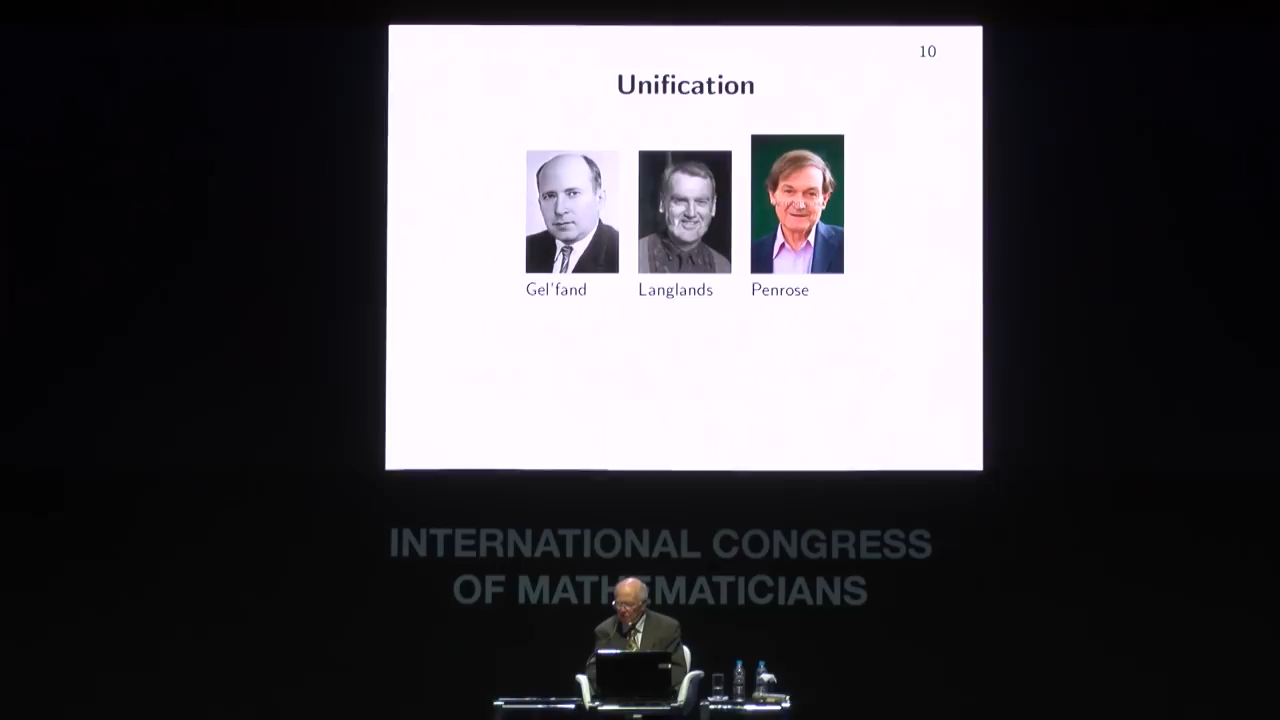 10
Unification
Gel'fand Langlands Penrose
INTERNATIONAL CONGRESS
OF MATHEMATICIANS